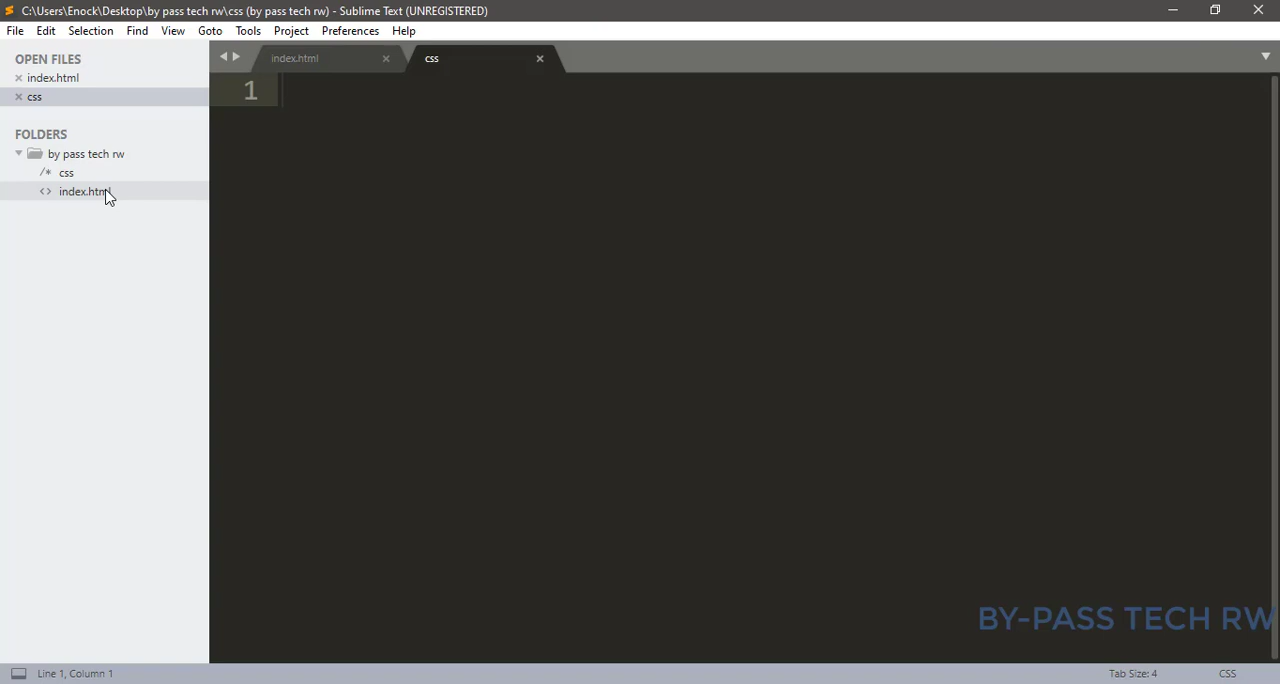 C:\Users\Enock\Desktop\by pass tech rw\css (by pass tech rw) - Sublime Text (UNREGISTERED)
File Edit Selection Find View Goto Tools Project Preferences Help
OPEN FILES
index.html
css
FOLDERS
by pass tech rw
/* css
<> index.html
index.html
css
1
BY-PASS TECH RW
Line 1, Column 1
Tab Size: 4
CSS